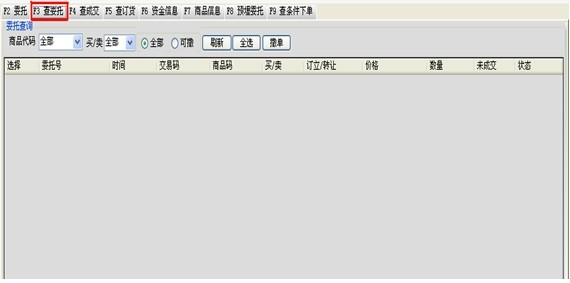 F2 委托 F3 查委托 F4 查成交 F5 查订货 F6 资金信息 F7 商品信息 F8 预埋委托 F9 查条件下单
委托查询
商品代码 全部 买/卖 全部 全部 可撤 刷新 全选 撤单
选择 委托号 时间 交易码 商品码 买/卖 订立/转让 价格 数量 未成交 状态